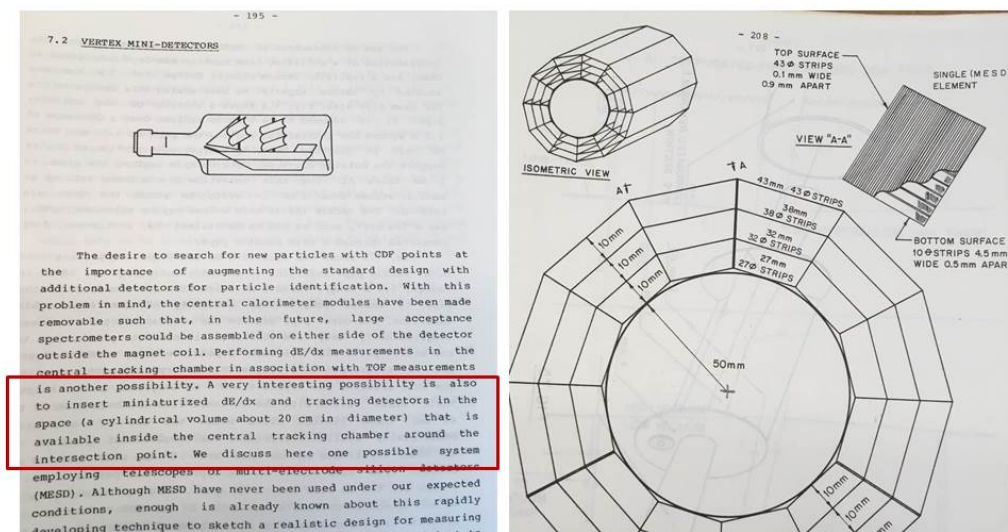 - 195 -
7.2 VERTEX MINI-DETECTORS
The desire to search for new particles with CDF points at
the importance of augmenting the standard design with
additional detectors for particle identification. With this
problem in mind, the central calorimeter modules have been made
removable such that, in the future, large acceptance
spectrometers could be assembled on either side of the detector
outside the magnet coil. Performing dE/dx measurements in the
central tracking chamber in association with TOF measurements
is another possibility. A very interesting possibility is also
to insert miniaturized dE/dx and tracking detectors in the
space (a cylindrical volume about 20 cm in diameter) that is
available inside the central tracking chamber around the
intersection point. We discuss here one possible system
employing telescopes of multi-electrode silicon detectors
(MESD). Although MESD have never been used under our expected
conditions, enough is already known about this rapidly
developing technique to sketch a realistic design for measuring
- 208 -
TOP SURFACE
43 Φ STRIPS
0.1 mm WIDE
0.9 mm APART
SINGLE (MESD)
ELEMENT
VIEW "A-A"
ISOMETRIC VIEW
A
A
43mm 43 Φ STRIPS
38mm
38 Φ STRIPS
32mm
32 Φ STRIPS
27mm
27 Φ STRIPS
10mm
10mm
10mm
BOTTOM SURFACE
10 Θ STRIPS 4.5 mm
WIDE 0.5 mm APAR
50mm
10mm
10mm
mm